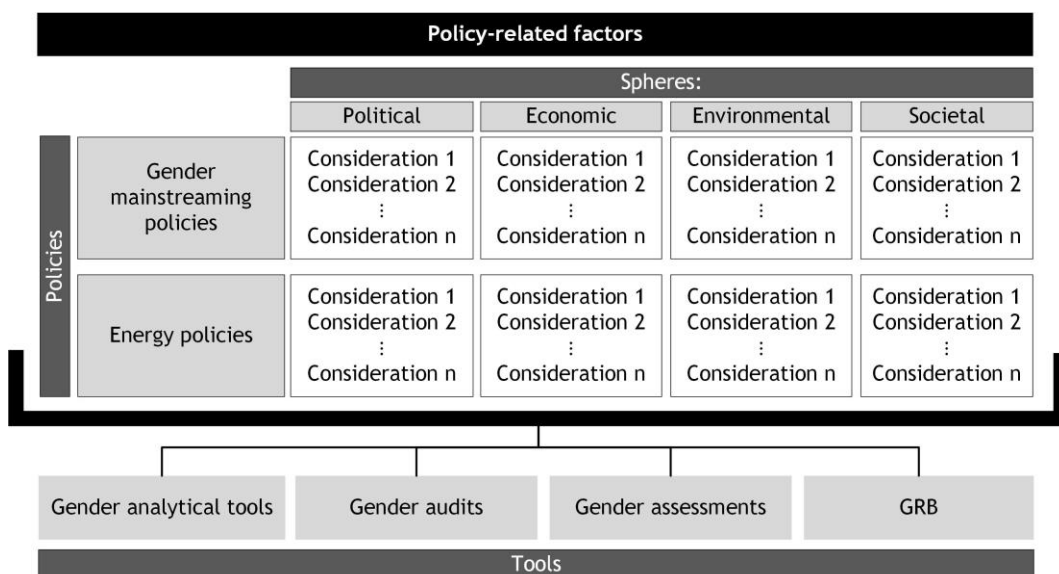 Policy-related factors
Spheres:
Political
Economic
Environmental
Societal
Policies
Gender
mainstreaming
policies
Consideration 1
Consideration 2
⋮
Consideration n
Consideration 1
Consideration 2
⋮
Consideration n
Consideration 1
Consideration 2
⋮
Consideration n
Consideration 1
Consideration 2
⋮
Consideration n
Energy policies
Consideration 1
Consideration 2
⋮
Consideration n
Consideration 1
Consideration 2
⋮
Consideration n
Consideration 1
Consideration 2
⋮
Consideration n
Consideration 1
Consideration 2
⋮
Consideration n
Gender analytical tools
Gender audits
Gender assessments
GRB
Tools